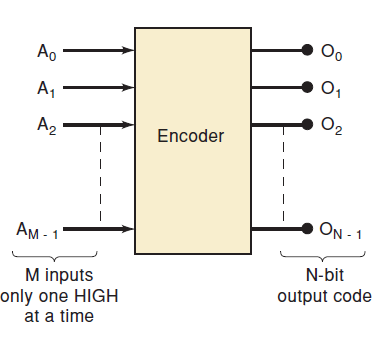 A0 O0
A1 O1
A2 O2
Encoder
AM - 1 ON - 1
M inputs N-bit
only one HIGH output code
at a time